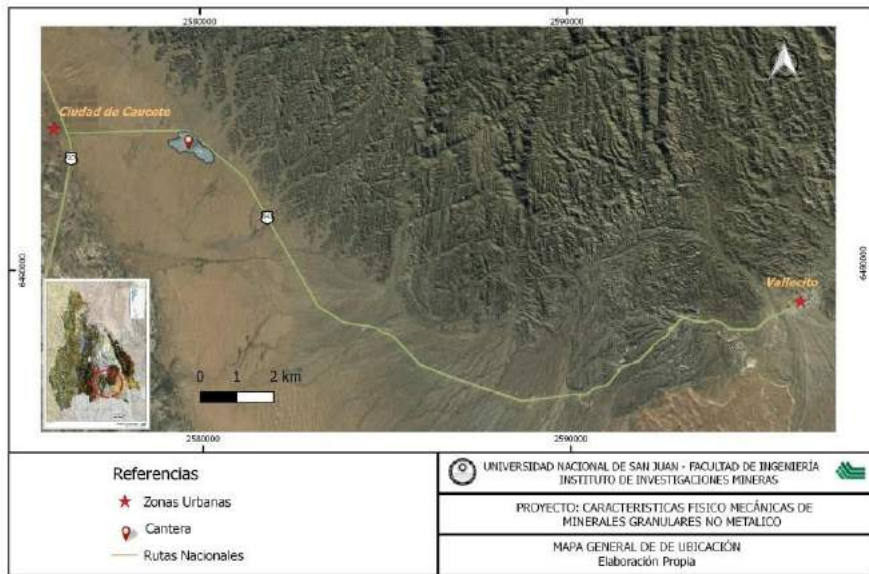 2580000
2590000
Ciudad de Caucete
20
6490000
6490000
Vallecito
0 1 2 km
2580000
2590000
Referencias
Zonas Urbanas
Cantera
Rutas Nacionales
UNIVERSIDAD NACIONAL DE SAN JUAN - FACULTAD DE INGENIERÍA
INSTITUTO DE INVESTIGACIONES MINERAS
PROYECTO: CARACTERISTICAS FISICO MECÁNICAS DE
MINERALES GRANULARES NO METALICO
MAPA GENERAL DE DE UBICACIÓN
Elaboración Propia